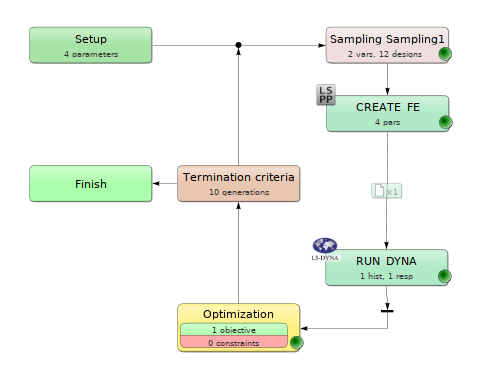 Setup
4 parameters
Sampling Sampling1
2 vars, 12 designs
LS
PP
CREATE FE
4 pars
Finish
Termination criteria
10 generations
×1
LS-DYNA
RUN DYNA
1 hist, 1 resp
Optimization
1 objective
0 constraints